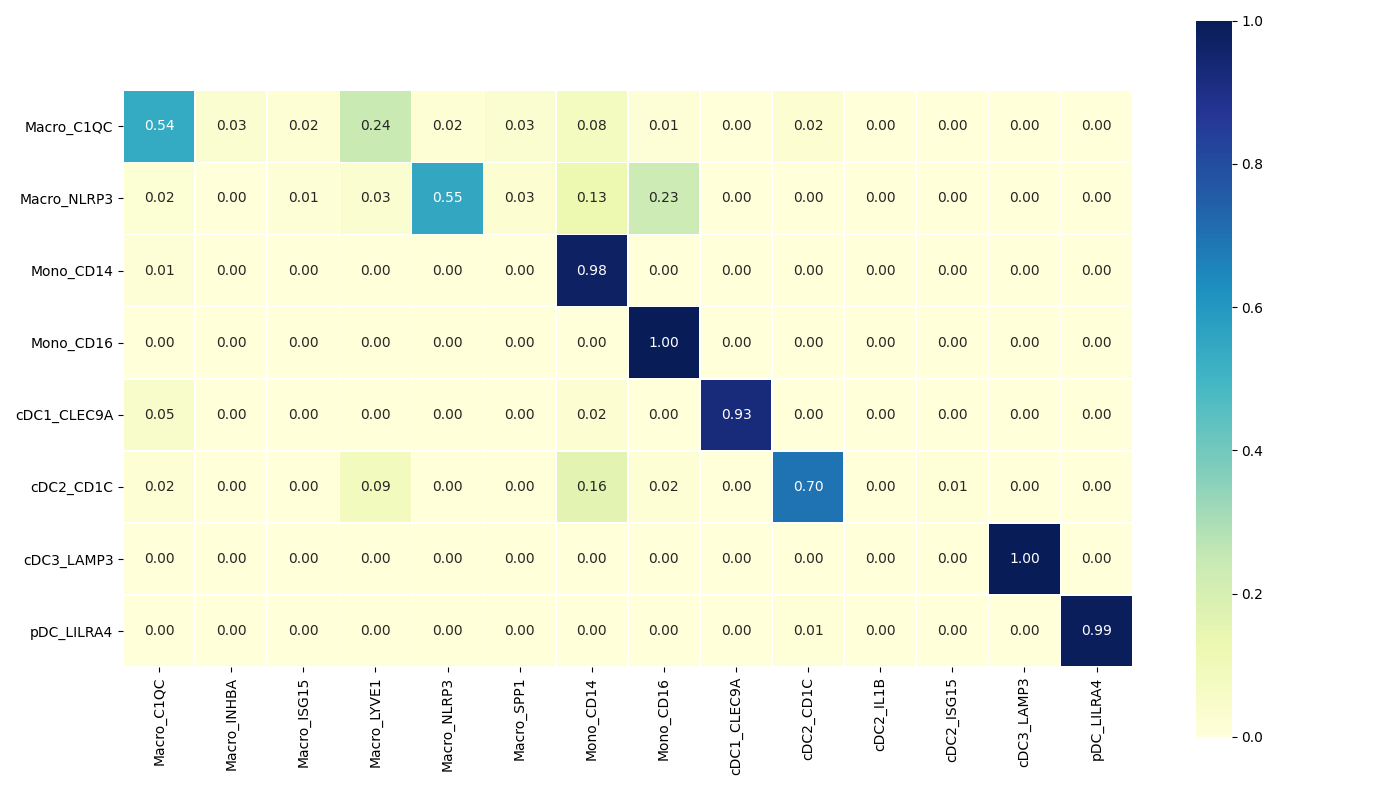 1.0
Macro_C1QC 0.54 0.03 0.02 0.24 0.02 0.03 0.08 0.01 0.00 0.02 0.00 0.00 0.00 0.00
0.8
Macro_NLRP3 0.02 0.00 0.01 0.03 0.55 0.03 0.13 0.23 0.00 0.00 0.00 0.00 0.00 0.00
Mono_CD14 0.01 0.00 0.00 0.00 0.00 0.00 0.98 0.00 0.00 0.00 0.00 0.00 0.00 0.00
0.6
Mono_CD16 0.00 0.00 0.00 0.00 0.00 0.00 0.00 1.00 0.00 0.00 0.00 0.00 0.00 0.00
cDC1_CLEC9A 0.05 0.00 0.00 0.00 0.00 0.00 0.02 0.00 0.93 0.00 0.00 0.00 0.00 0.00
0.4
cDC2_CD1C 0.02 0.00 0.00 0.09 0.00 0.00 0.16 0.02 0.00 0.70 0.00 0.01 0.00 0.00
cDC3_LAMP3 0.00 0.00 0.00 0.00 0.00 0.00 0.00 0.00 0.00 0.00 0.00 0.00 1.00 0.00
0.2
pDC_LILRA4 0.00 0.00 0.00 0.00 0.00 0.00 0.00 0.00 0.00 0.01 0.00 0.00 0.00 0.99
0.0
Macro_C1QC
Macro_INHBA
Macro_ISG15
Macro_LYVE1
Macro_NLRP3
Macro_SPP1
Mono_CD14
Mono_CD16
cDC1_CLEC9A
cDC2_CD1C
cDC2_IL1B
cDC2_ISG15
cDC3_LAMP3
pDC_LILRA4